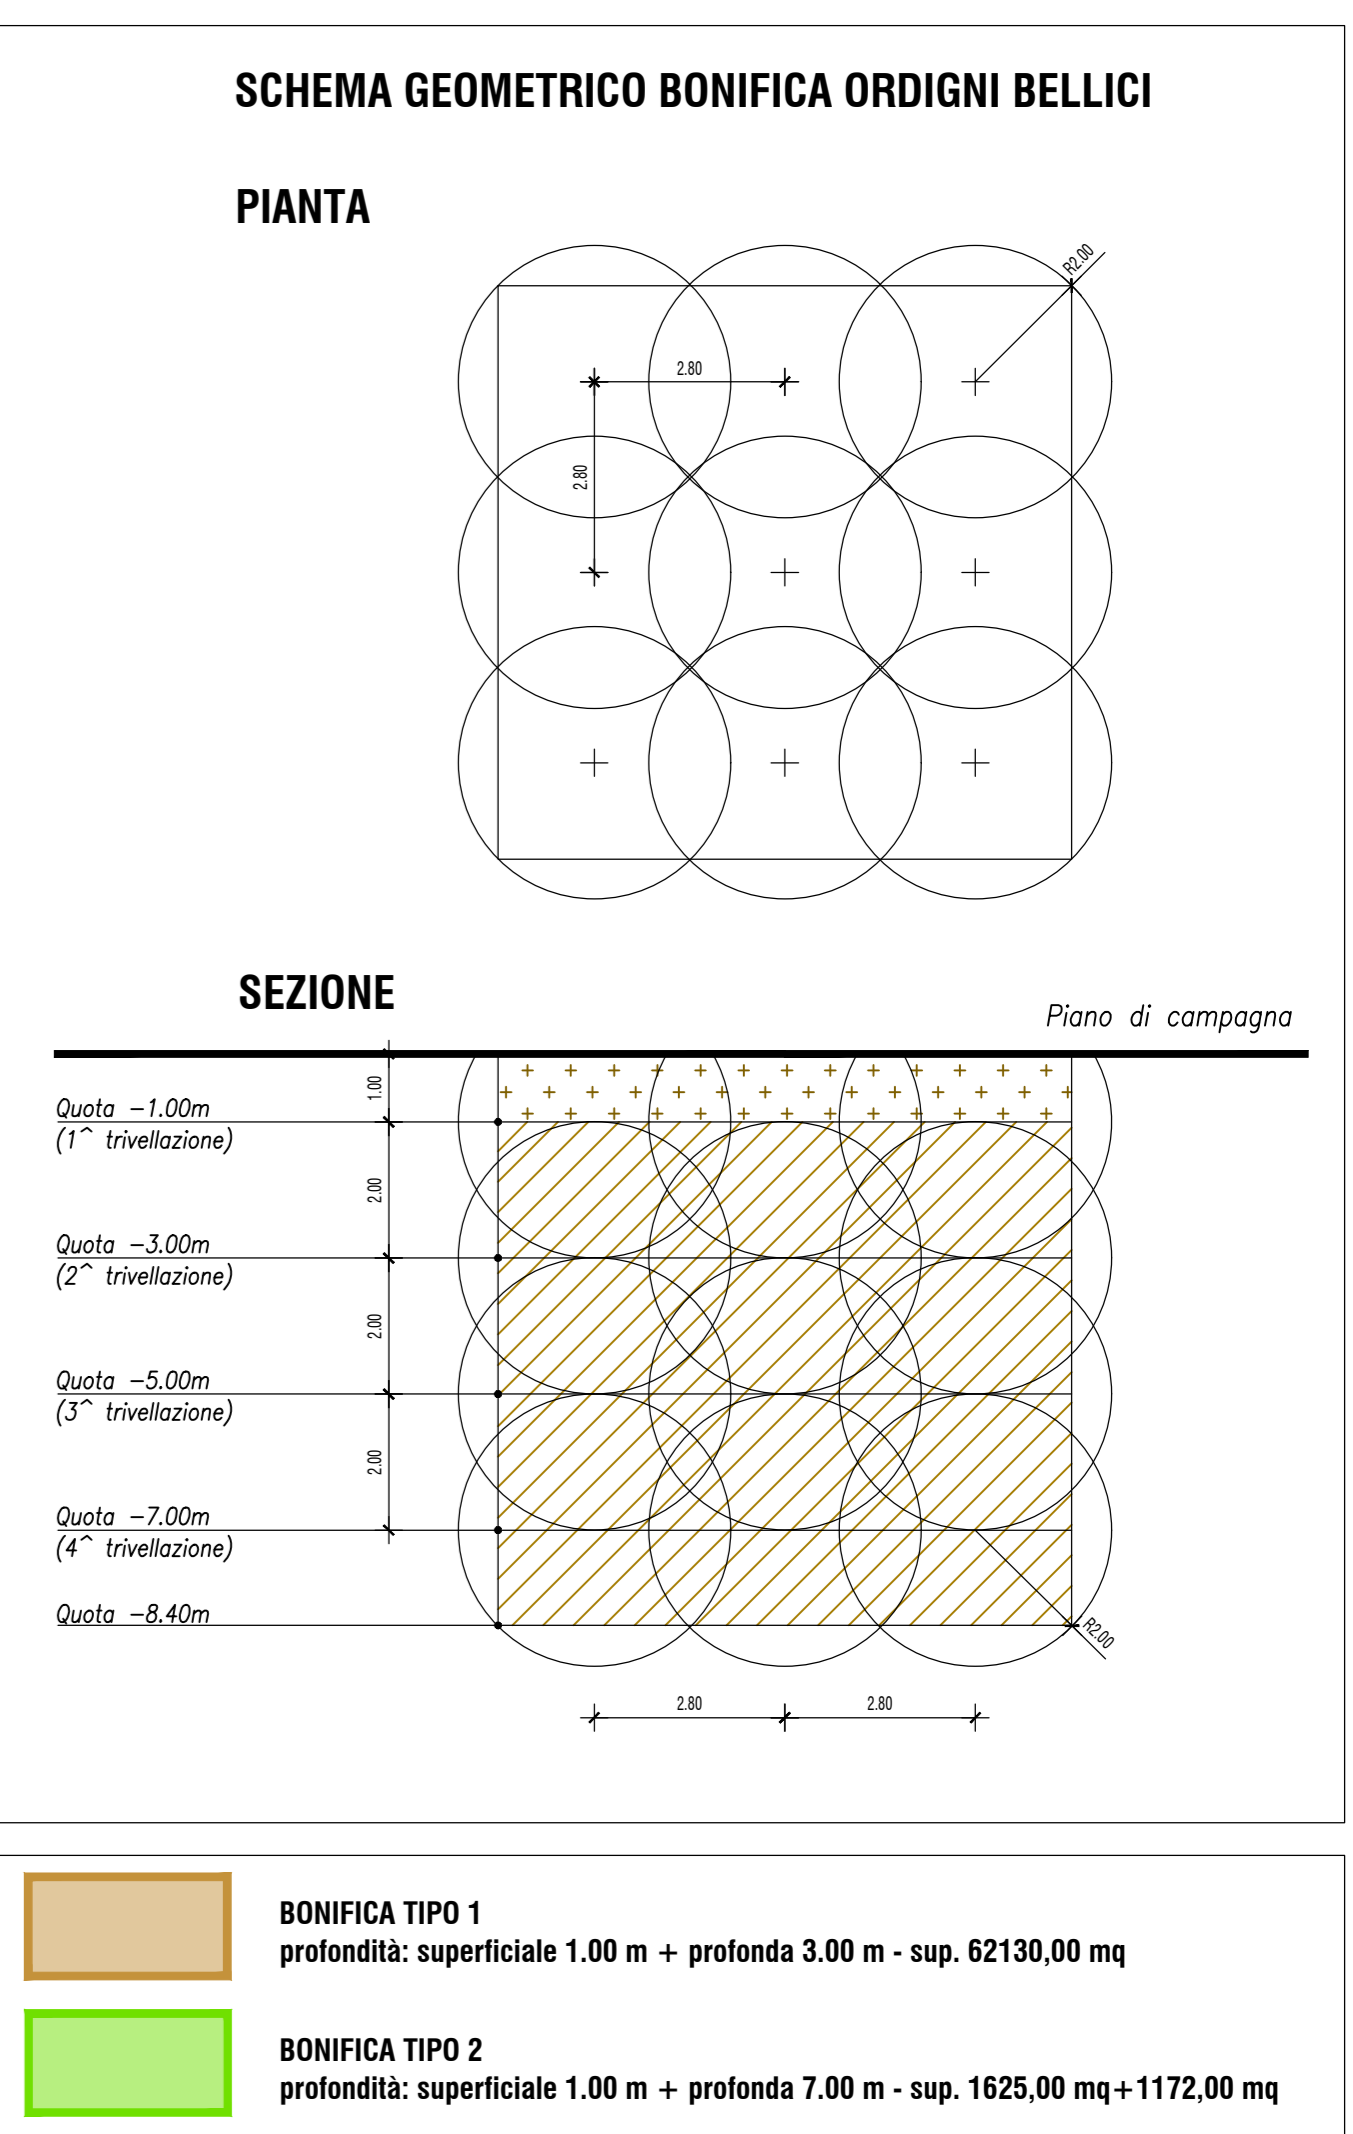 SCHEMA GEOMETRICO BONIFICA ORDIGNI BELLICI
PIANTA
R2.00
2.80
2.80
SEZIONE
Piano di campagna
1.00
Quota -1.00m
(1^ trivellazione)
2.00
Quota -3.00m
(2^ trivellazione)
2.00
Quota -5.00m
(3^ trivellazione)
2.00
Quota -7.00m
(4^ trivellazione)
Quota -8.40m
R2.00
2.80 2.80
BONIFICA TIPO 1
profondità: superficiale 1.00 m + profonda 3.00 m - sup. 62130,00 mq
BONIFICA TIPO 2
profondità: superficiale 1.00 m + profonda 7.00 m - sup. 1625,00 mq+1172,00 mq